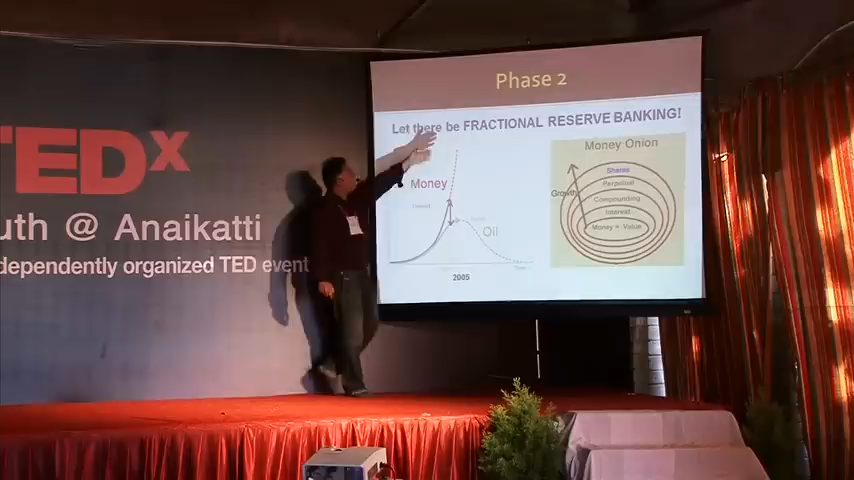 TEDx
uth @ Anaikatti
dependently organized TED event
Phase 2
Let there be FRACTIONAL RESERVE BANKING!
Money
Oil
2005
Money Onion
Growth
Shares
Perpetual
Compounding
Interest
Money = Value